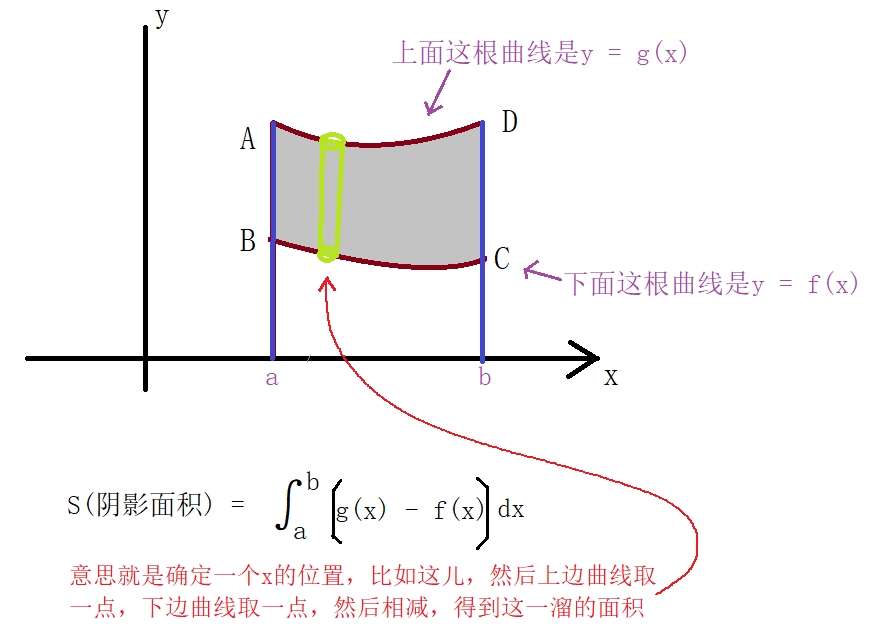 y
上面这根曲线是y = g(x)
A
D
B
C
下面这根曲线是y = f(x)
a
b
x
S(阴影面积) = ∫_a^b [g(x) - f(x)] dx
意思就是确定一个x的位置，比如这儿，然后上边曲线取
一点，下边曲线取一点，然后相减，得到这一溜的面积